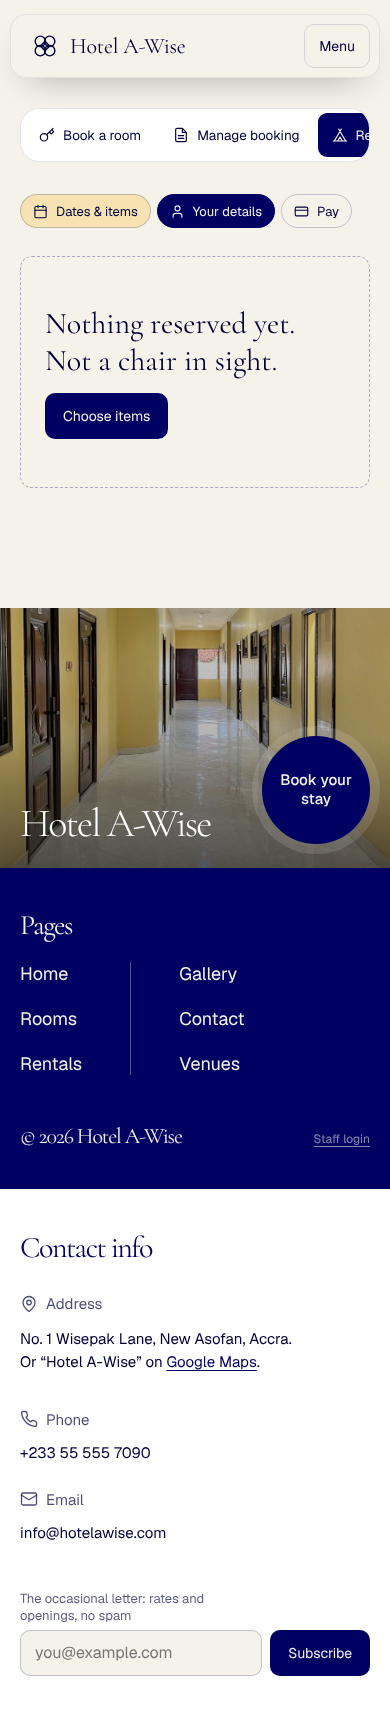 Hotel A-Wise
Menu
Book a room
Manage booking
Dates & items
Your details
Pay
Nothing reserved yet.
Not a chair in sight.
Choose items
Book your
stay
Hotel A-Wise
Pages
Home
Gallery
Rooms
Contact
Rentals
Venues
© 2026 Hotel A-Wise
Staff login
Contact info
Address
No. 1 Wisepak Lane, New Asofan, Accra.
Or “Hotel A-Wise” on Google Maps.
Phone
+233 55 555 7090
Email
info@hotelawise.com
The occasional letter: rates and
openings, no spam
you@example.com
Subscribe